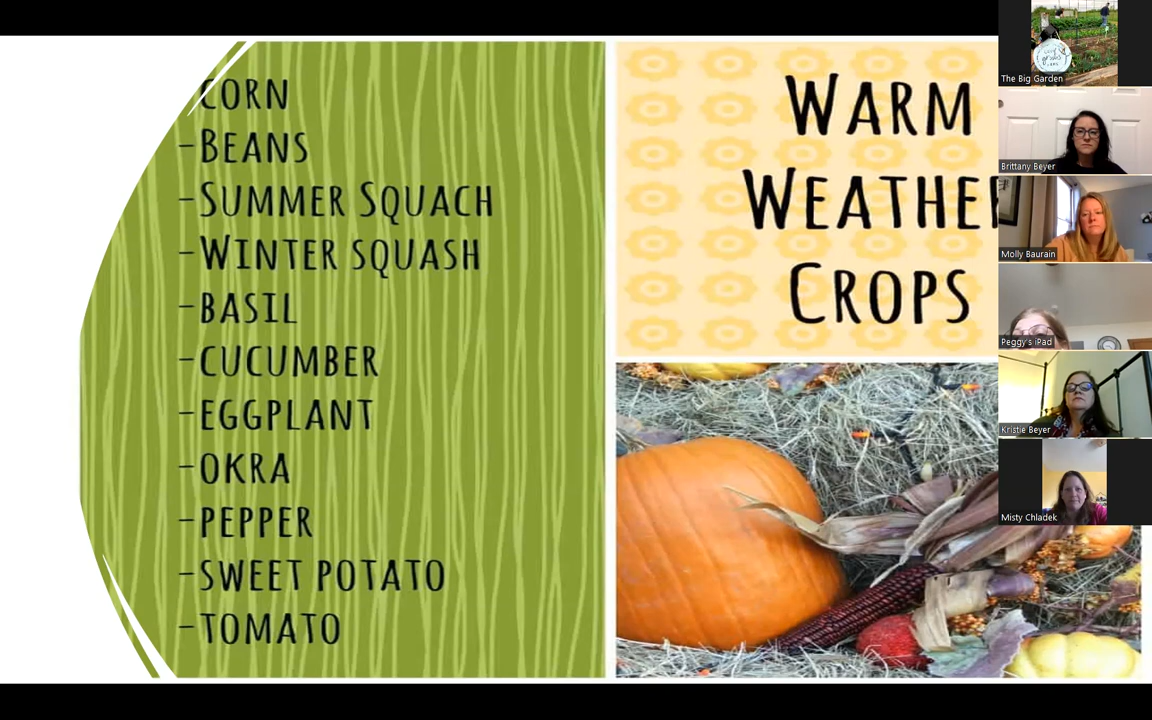 CORN
-BEANS
-SUMMER SQUACH
-WINTER SQUASH
-BASIL
-CUCUMBER
-EGGPLANT
-OKRA
-PEPPER
-SWEET POTATO
-TOMATO
WARM
WEATHER
CROPS
The Big Garden
Brittany Beyer
Molly Baurain
Peggy's iPad
Kristie Beyer
Misty Chladek